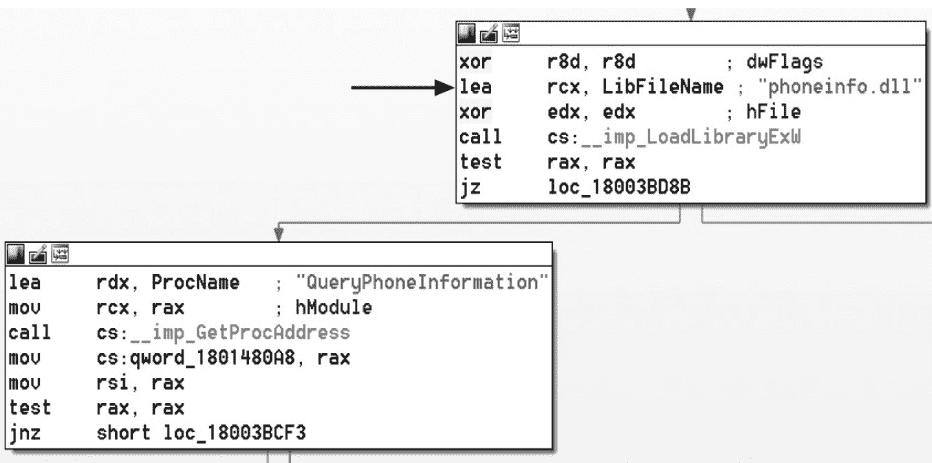 xor r8d, r8d ; dwFlags
lea rcx, LibFileName ; "phoneinfo.dll"
xor edx, edx ; hFile
call cs:__imp_LoadLibraryExW
test rax, rax
jz loc_18003BD8B
lea rdx, ProcName ; "QueryPhoneInformation"
mov rcx, rax ; hModule
call cs:__imp_GetProcAddress
mov cs:qword_1801480A8, rax
mov rsi, rax
test rax, rax
jnz short loc_18003BCF3